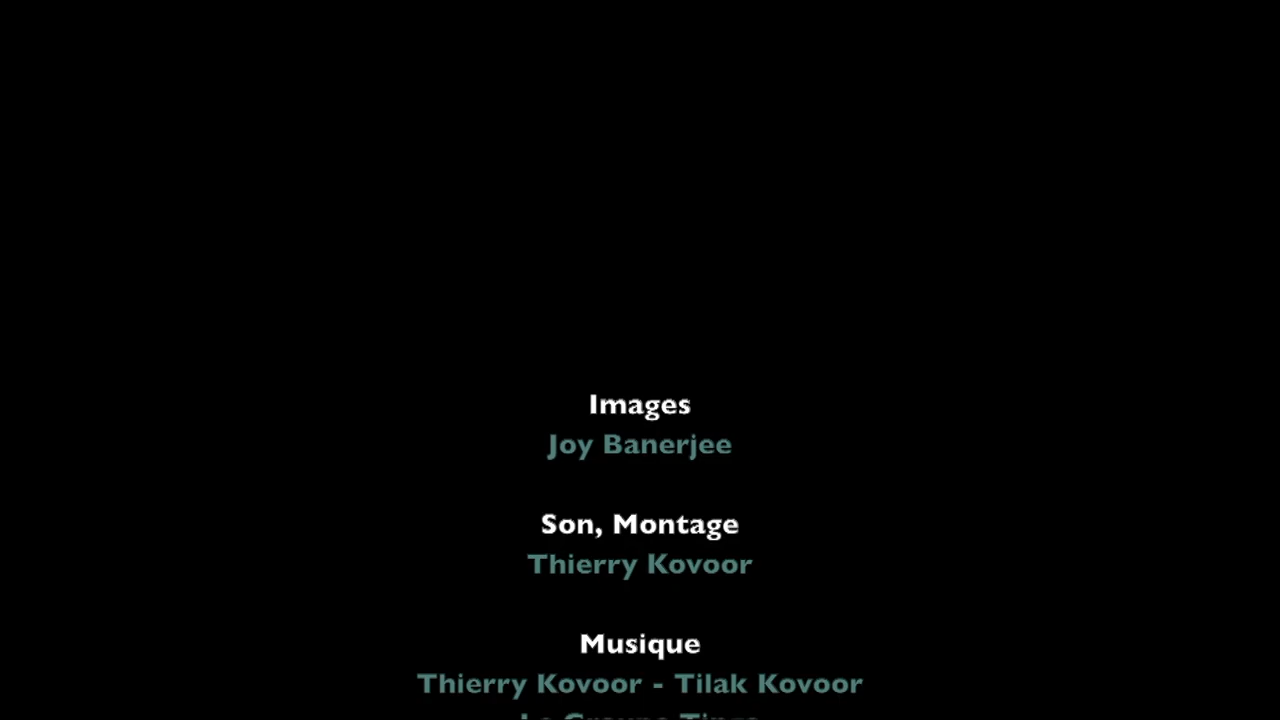 Images
Joy Banerjee
Son, Montage
Thierry Kovoor
Musique
Thierry Kovoor - Tilak Kovoor